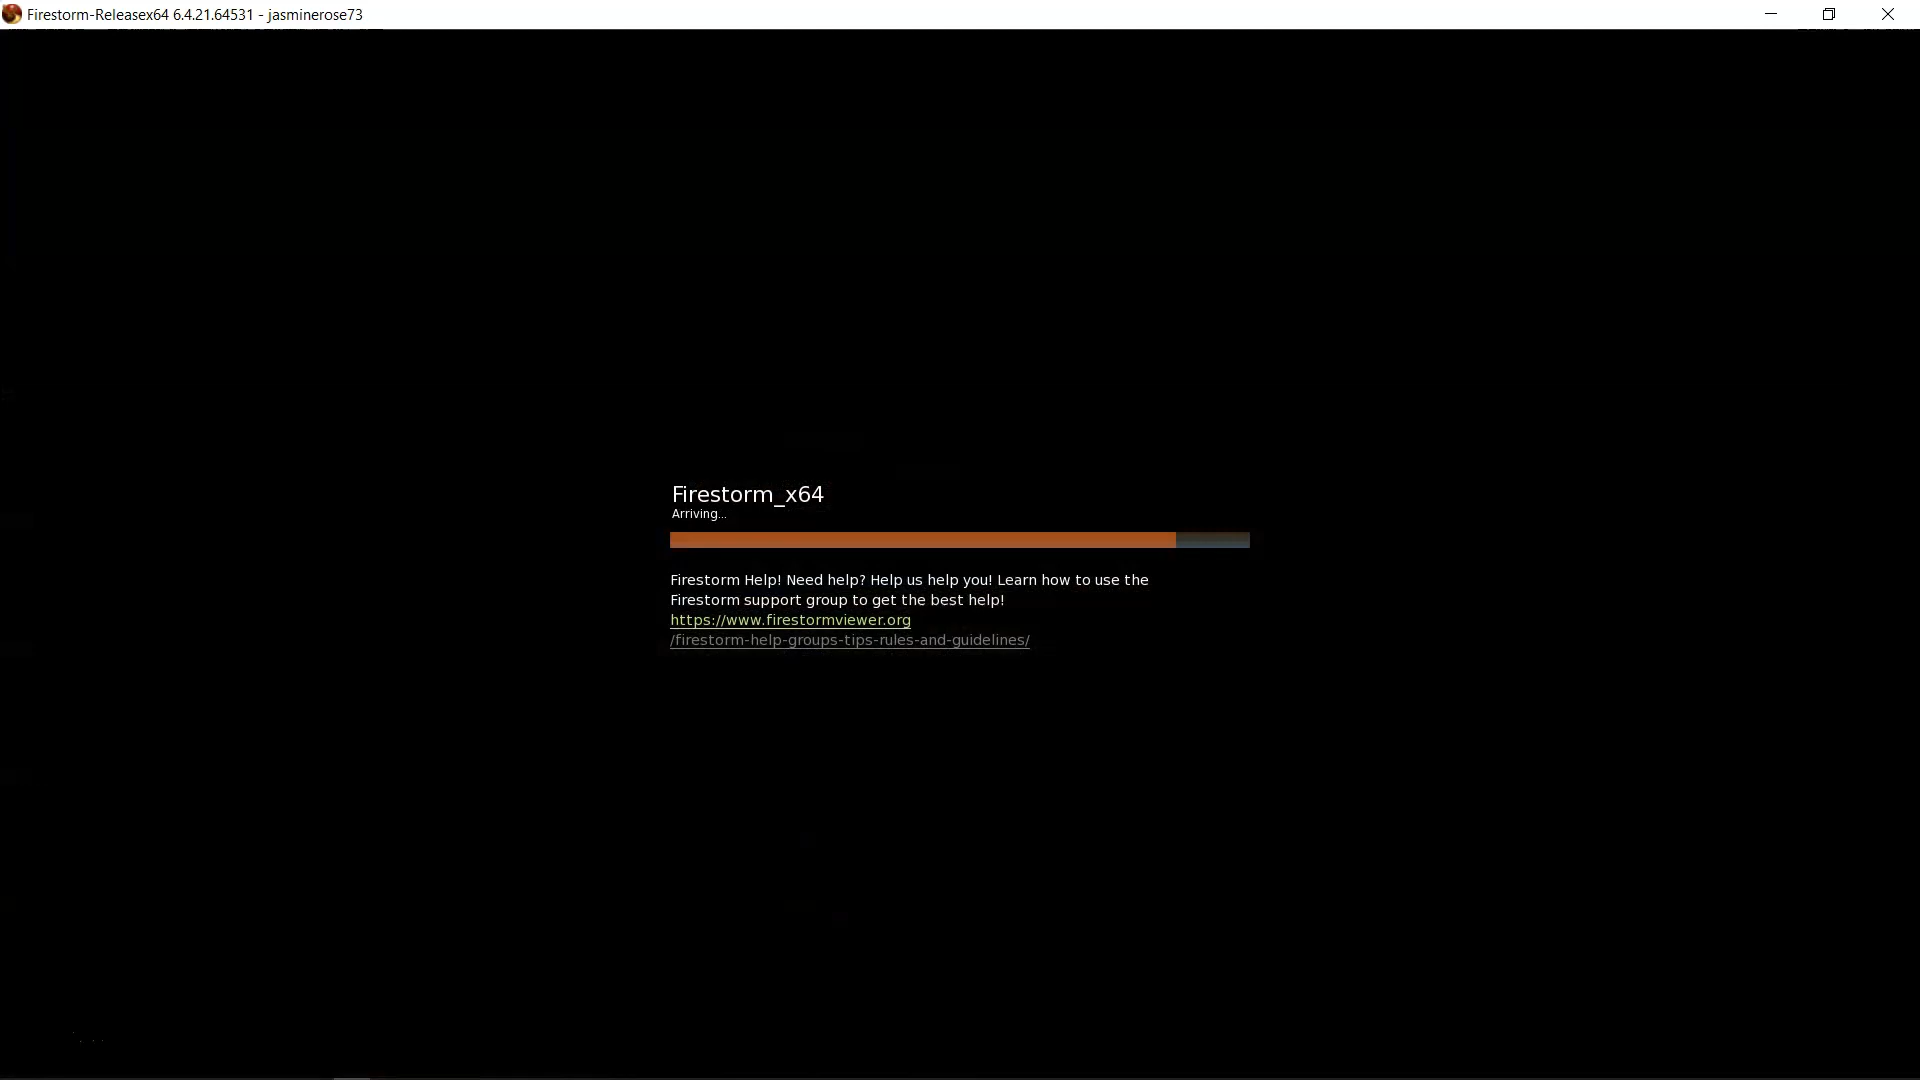 Firestorm-Releasex64 6.4.21.64531 - jasminerose73
Firestorm_x64
Arriving...
Firestorm Help! Need help? Help us help you! Learn how to use the
Firestorm support group to get the best help!
https://www.firestormviewer.org
/firestorm-help-groups-tips-rules-and-guidelines/